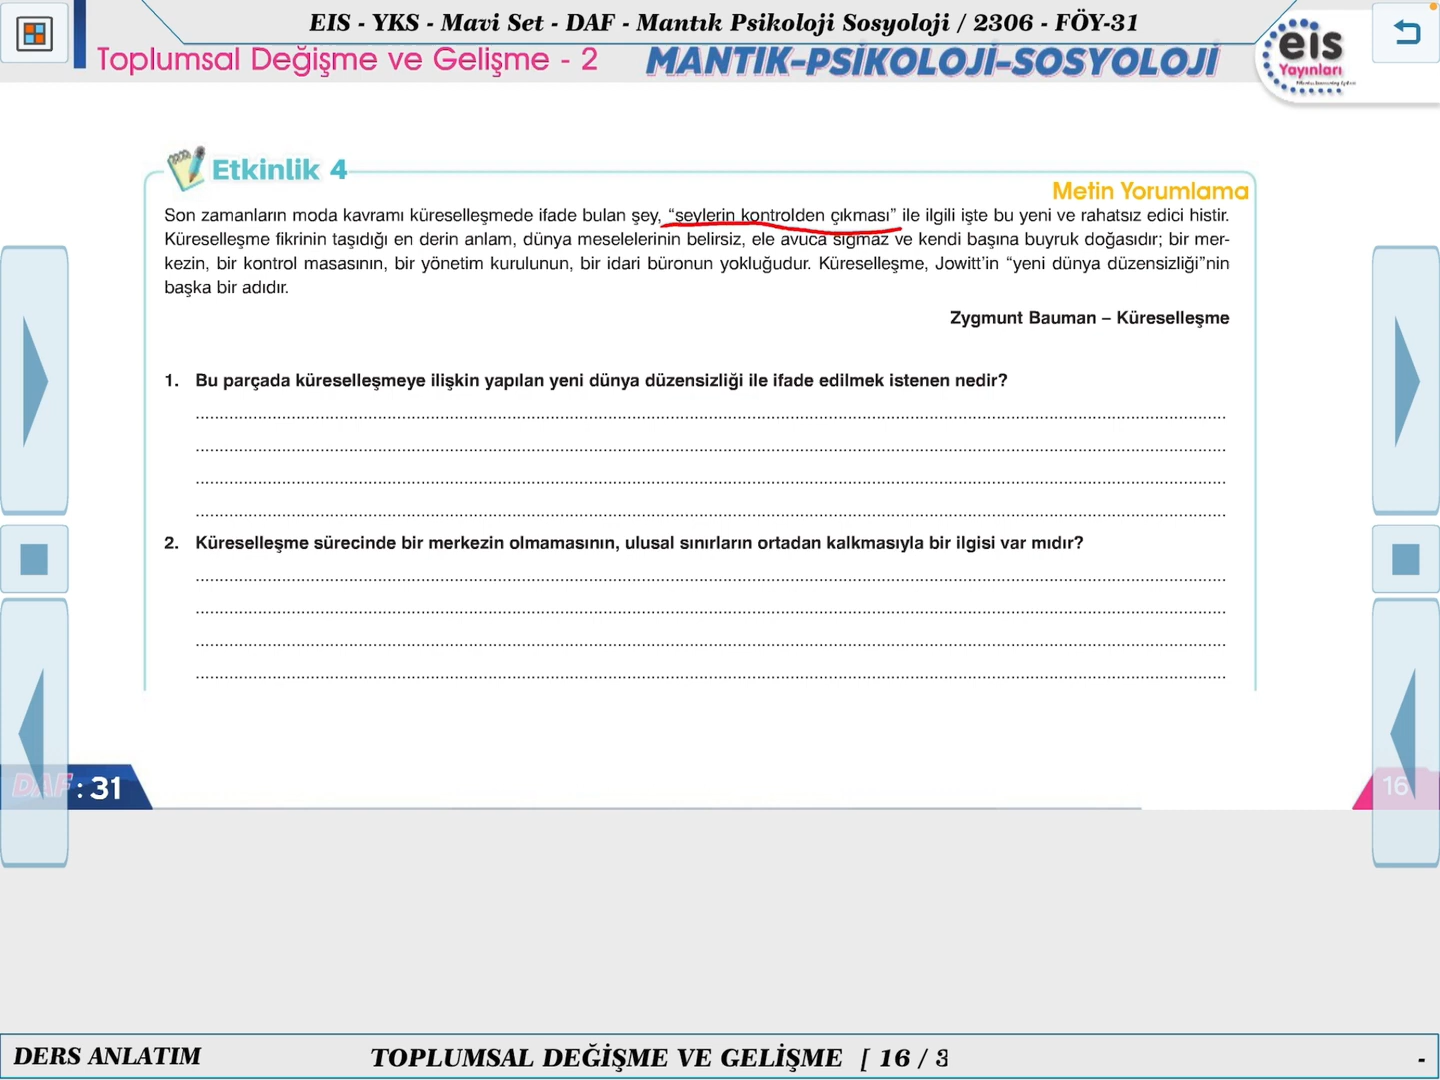 EIS - YKS - Mavi Set - DAF - Mantık Psikoloji Sosyoloji / 2306 - FÖY-31
Toplumsal Değişme ve Gelişme - 2
MANTIK-PSİKOLOJİ-SOSYOLOJİ
eis
Yayınları
Etkinlik 4
Metin Yorumlama
Son zamanların moda kavramı küreselleşmede ifade bulan şey, “şeylerin kontrolden çıkması” ile ilgili işte bu yeni ve rahatsız edici histir.
Küreselleşme fikrinin taşıdığı en derin anlam, dünya meselelerinin belirsiz, ele avuca sığmaz ve kendi başına buyruk doğasıdır; bir mer-
kezin, bir kontrol masasının, bir yönetim kurulunun, bir idari büronun yokluğudur. Küreselleşme, Jowitt’in “yeni dünya düzensizliği”nin
başka bir adıdır.
Zygmunt Bauman – Küreselleşme
1. Bu parçada küreselleşmeye ilişkin yapılan yeni dünya düzensizliği ile ifade edilmek istenen nedir?
2. Küreselleşme sürecinde bir merkezin olmamasının, ulusal sınırların ortadan kalkmasıyla bir ilgisi var mıdır?
DAF : 31
16
DERS ANLATIM
TOPLUMSAL DEĞİŞME VE GELİŞME [ 16 / 3
-